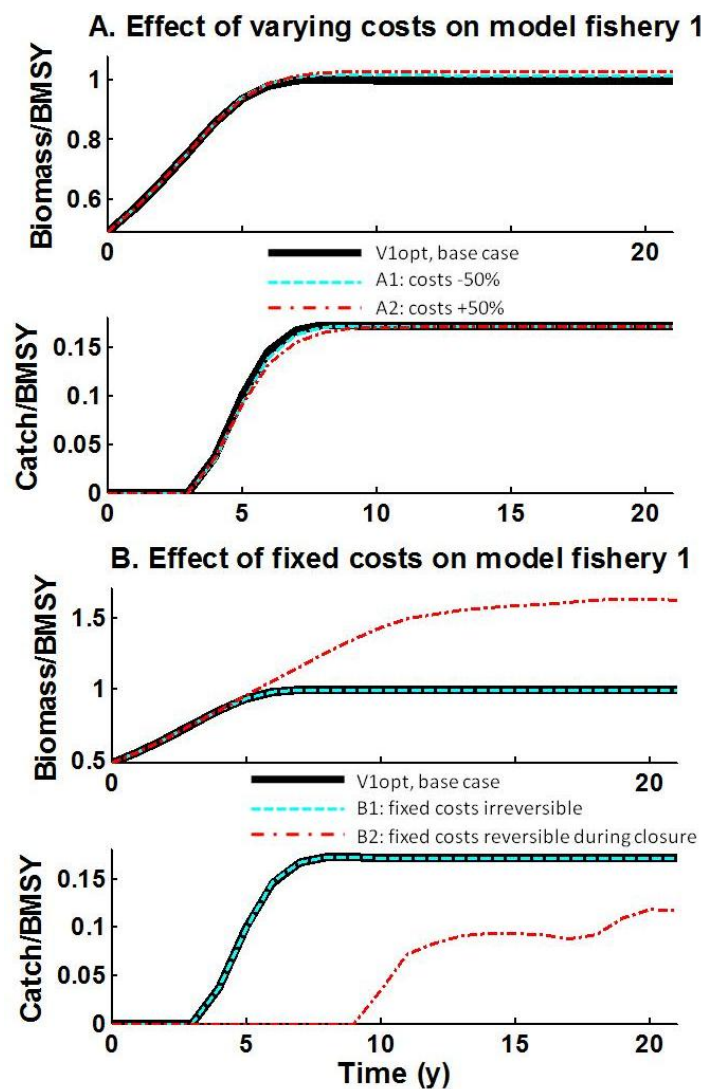 A. Effect of varying costs on model fishery 1
Biomass/BMSY
1
0.8
0.6
0
20
V1opt, base case
A1: costs -50%
A2: costs +50%
Catch/BMSY
0.15
0.1
0.05
0
0
5
10
15
20
B. Effect of fixed costs on model fishery 1
Biomass/BMSY
1.5
1
0.5
0
20
V1opt, base case
B1: fixed costs irreversible
B2: fixed costs reversible during closure
Catch/BMSY
0.15
0.1
0.05
0
0
5
10
15
20
Time (y)